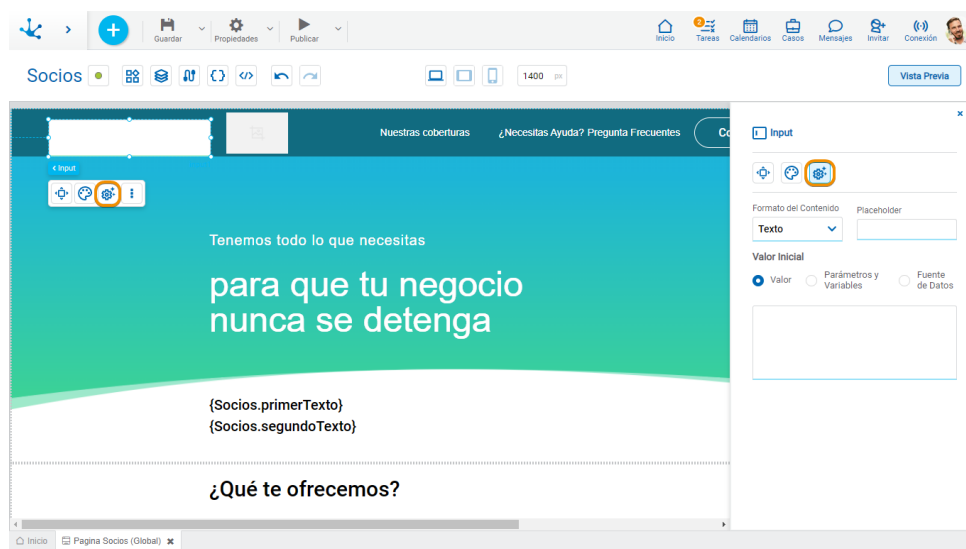 Guardar
Propiedades
Publicar
Inicio
2
Tareas
Calendarios
Casos
Mensajes
Invitar
Conexión
Socios
1400 px
Vista Previa
Nuestras coberturas
¿Necesitas Ayuda? Pregunta Frecuentes
Co
Input
Input
Formato del Contenido
Placeholder
Texto
Valor Inicial
Valor
Parámetros y
Variables
Fuente
de Datos
Tenemos todo lo que necesitas
para que tu negocio
nunca se detenga
{Socios.primerTexto}
{Socios.segundoTexto}
¿Qué te ofrecemos?
Inicio
Pagina Socios (Global)